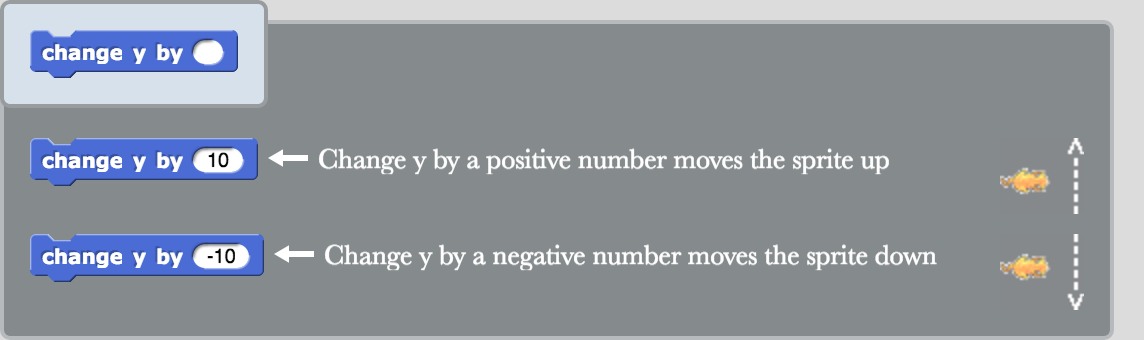 change y by
change y by 10 Change y by a positive number moves the sprite up
change y by -10 Change y by a negative number moves the sprite down